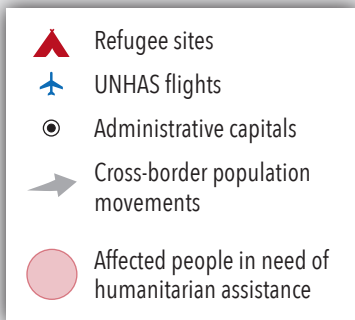 Refugee sites
UNHAS flights
Administrative capitals
Cross-border population
movements
Affected people in need of
humanitarian assistance